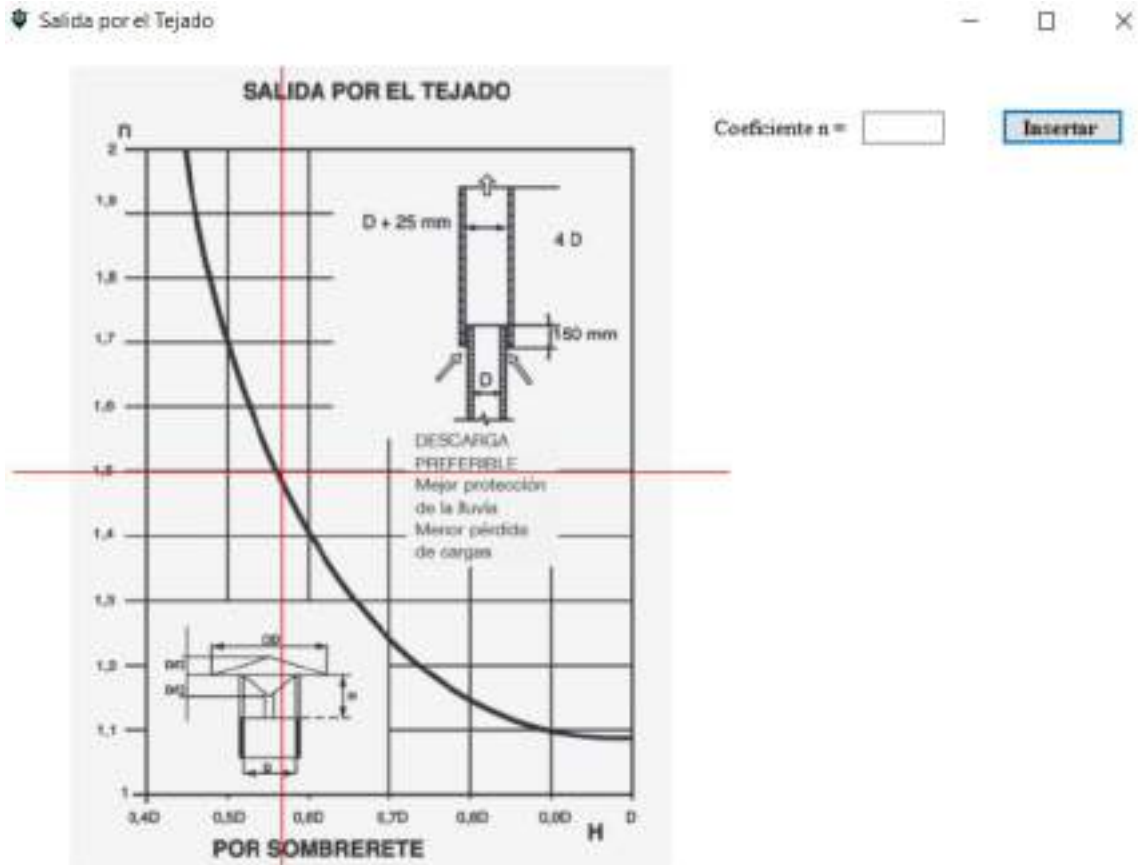 Salida por el Tejado
SALIDA POR EL TEJADO
Coeficiente n =
Insertar
n
2
1,9
1,8
1,7
1,6
1,5
1,4
1,3
1,2
1,1
1
D + 25 mm
4 D
150 mm
D
DESCARGA
PREFERIBLE
Mejor protección
de la lluvia
Menor pérdida
de cargas
0,4D 0,5D 0,6D 0,7D 0,8D 0,9D D
H
POR SOMBRERETE